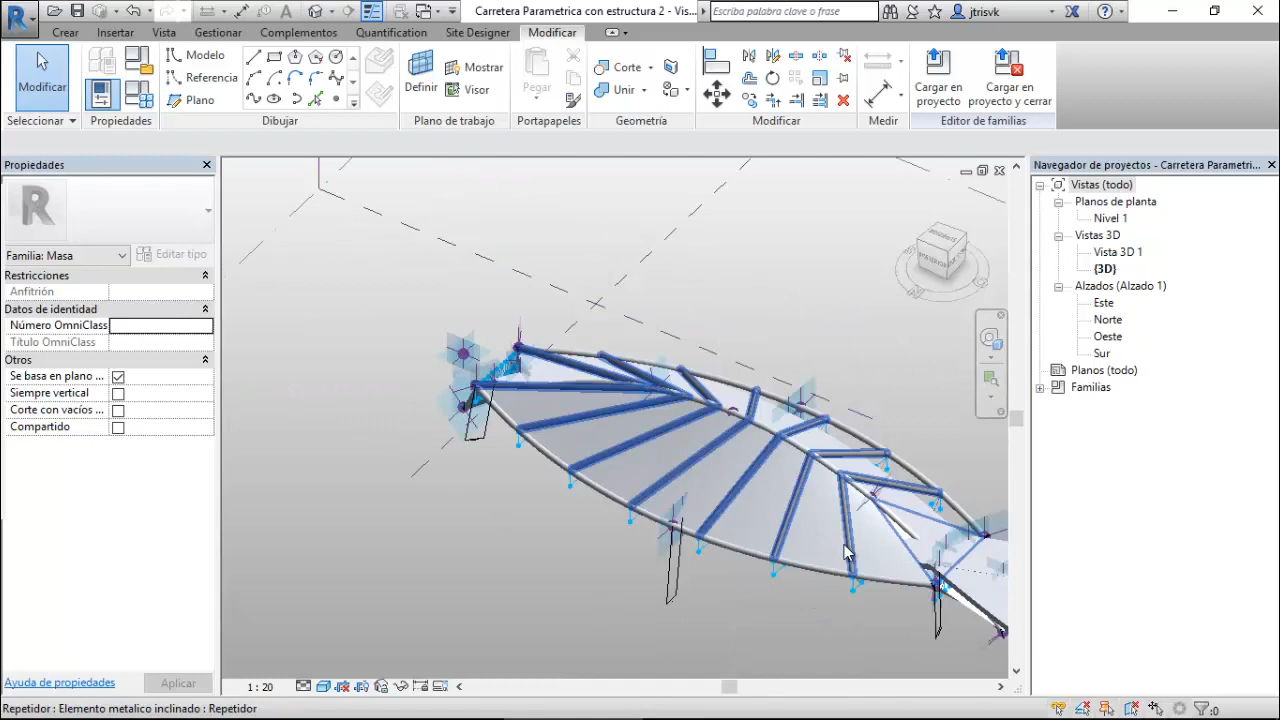 Carretera Parametrica con estructura 2 - Vis...
Escriba palabra clave o frase
jtrisvk
Crear Insertar Vista Gestionar Complementos Quantification Site Designer Modificar
Modificar
Modelo
Referencia
Plano
Definir
Mostrar
Visor
Pegar
Corte
Unir
Cargar en proyecto
Cargar en proyecto y cerrar
Seleccionar Propiedades Dibujar Plano de trabajo Portapapeles Geometría Modificar Medir Editor de familias
Propiedades
Familia: Masa
Editar tipo
Restricciones
Anfitrión
Datos de identidad
Número OmniClass
Título OmniClass
Otros
Se basa en plano ...
Siempre vertical
Corte con vacíos ...
Compartido
Ayuda de propiedades
Aplicar
1 : 20
Navegador de proyectos - Carretera Parametri...
Vistas (todo)
Planos de planta
Nivel 1
Vistas 3D
Vista 3D 1
{3D}
Alzados (Alzado 1)
Este
Norte
Oeste
Sur
Planos (todo)
Familias
Repetidor : Elemento metalico inclinado : Repetidor
:0